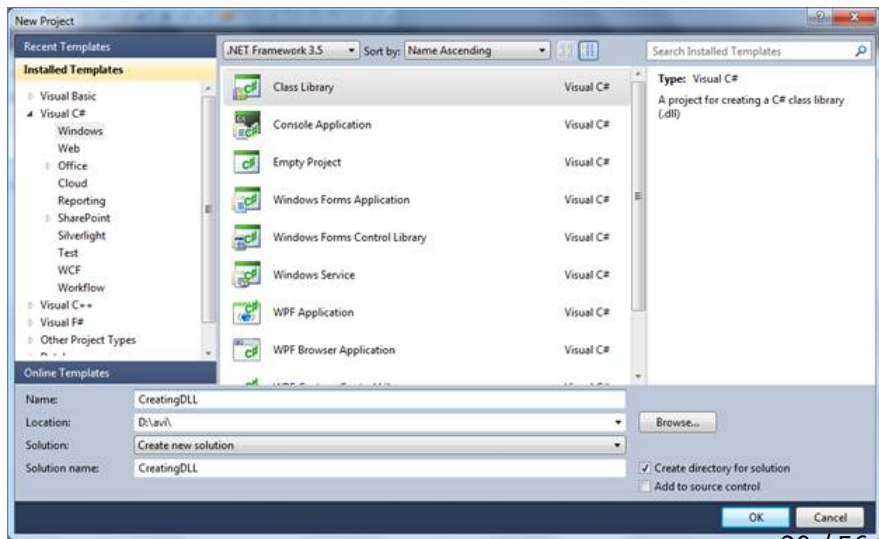 New Project
Recent Templates
Installed Templates
Visual Basic
Visual C#
Windows
Web
Office
Cloud
Reporting
SharePoint
Silverlight
Test
WCF
Workflow
Visual C++
Visual F#
Other Project Types
Online Templates
.NET Framework 3.5 Sort by: Name Ascending
Class Library Visual C#
Console Application Visual C#
Empty Project Visual C#
Windows Forms Application Visual C#
Windows Forms Control Library Visual C#
Windows Service Visual C#
WPF Application Visual C#
WPF Browser Application Visual C#
Search Installed Templates
Type: Visual C#
A project for creating a C# class library
(.dll)
Name: CreatingDLL
Location: D:\avi\
Browse...
Solution: Create new solution
Solution name: CreatingDLL
Create directory for solution
Add to source control
OK Cancel